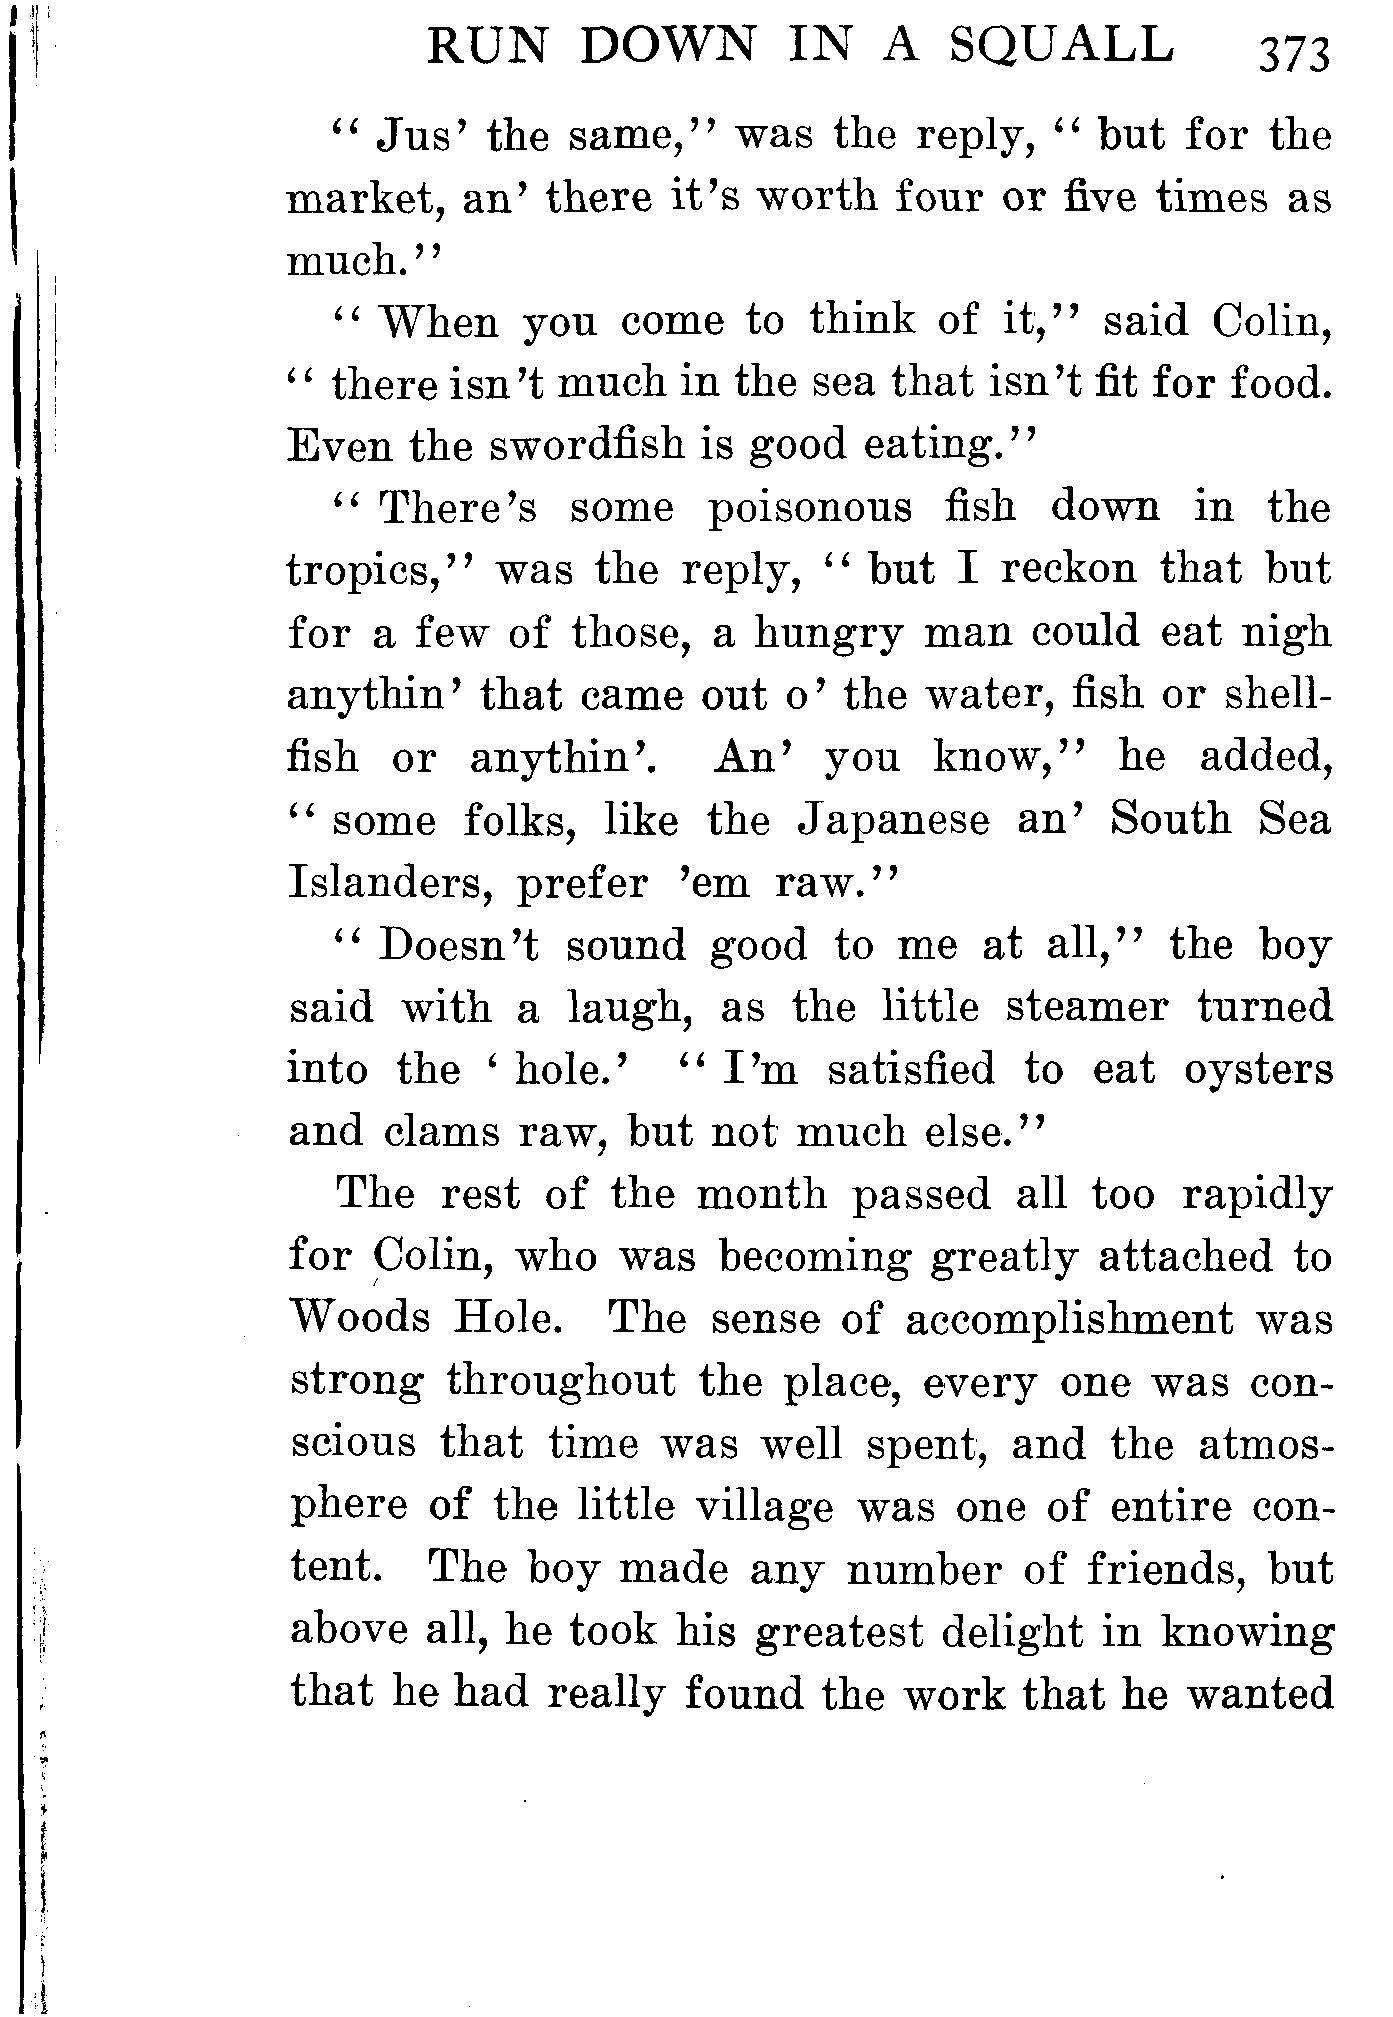 RUN DOWN IN A SQUALL 373
“ Jus’ the same,” was the reply, “ but for the
market, an’ there it’s worth four or five times as
much.”
“ When you come to think of it,” said Colin,
“ there isn’t much in the sea that isn’t fit for food.
Even the swordfish is good eating.”
“ There’s some poisonous fish down in the
tropics,” was the reply, “ but I reckon that but
for a few of those, a hungry man could eat nigh
anythin’ that came out o’ the water, fish or shell-
fish or anythin’. An’ you know,” he added,
“ some folks, like the Japanese an’ South Sea
Islanders, prefer ’em raw.”
“ Doesn’t sound good to me at all,” the boy
said with a laugh, as the little steamer turned
into the ‘ hole.’ “ I’m satisfied to eat oysters
and clams raw, but not much else.”
The rest of the month passed all too rapidly
for Colin, who was becoming greatly attached to
Woods Hole. The sense of accomplishment was
strong throughout the place, every one was con-
scious that time was well spent, and the atmos-
phere of the little village was one of entire con-
tent. The boy made any number of friends, but
above all, he took his greatest delight in knowing
that he had really found the work that he wanted